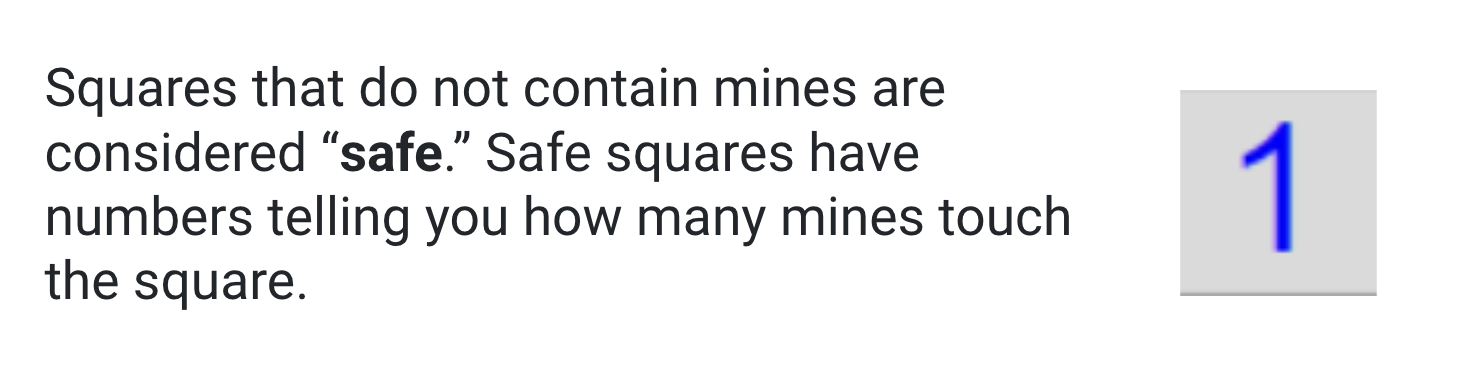 Squares that do not contain mines are
considered “safe.” Safe squares have
numbers telling you how many mines touch
the square.
1